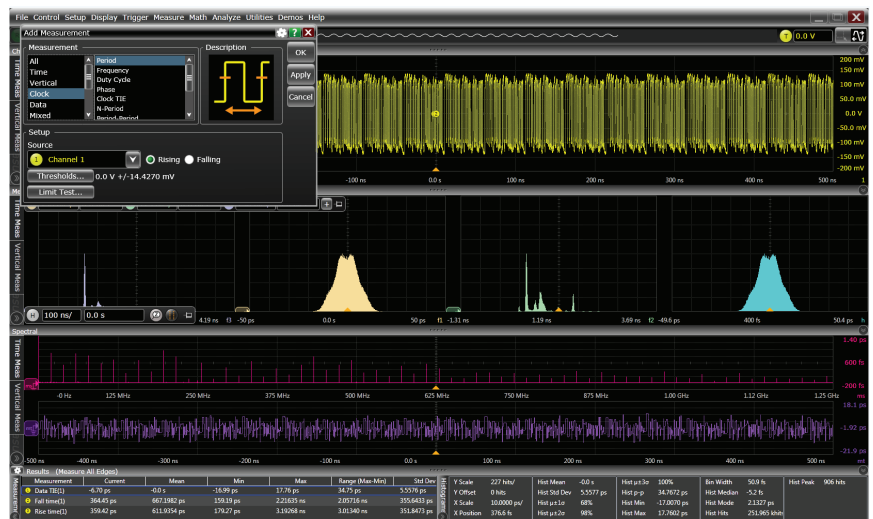 File Control Setup Display Trigger Measure Math Analyze Utilities Demos Help
Add Measurement
Measurement
Description
All
Time
Vertical
Clock
Data
Mixed
Period
Frequency
Duty Cycle
Phase
Clock TIE
N-Period
Period-Period
OK
Apply
Cancel
Setup
Source
1 Channel 1
Rising
Falling
Thresholds...
0.0 V +/-14.4270 mV
Limit Test...
T 0.0 V
200 mV
150 mV
100 mV
50.0 mV
0.0 V
-50.0 mV
-100 mV
-150 mV
-200 mV
-100 ns 0.0 s 100 ns 200 ns 300 ns 400 ns 500 ns 1
Time Meas
Vertical Meas
H 100 ns/ 0.0 s
4.19 ns f3 -50 ps 0.0 s 50 ps f1 -1.31 ns 1.19 ns 3.69 ns f2 -49.6 ps 400 fs 50.4 ps h
Spectral
Time Meas
Vertical Meas
1.40 ps
600 fs
-200 fs
-0 Hz 125 MHz 250 MHz 375 MHz 500 MHz 625 MHz 750 MHz 875 MHz 1.00 GHz 1.12 GHz 1.25 GHz ms
18.1 ps
-1.92 ps
-21.9 ps
-500 ns -400 ns -300 ns -200 ns -100 ns 0.0 s 100 ns 200 ns 300 ns 400 ns 500 ns
Results (Measure All Edges)
Measurement Current Mean Min Max Range (Max-Min) Std Dev
Data TIE(1) -6.70 ps -0.0 s -16.99 ps 17.76 ps 34.75 ps 5.5576 ps
Fall time(1) 364.45 ps 667.1982 ps 159.19 ps 2.21635 ns 2.05716 ns 355.6433 ps
Rise time(1) 359.42 ps 611.9354 ps 179.27 ps 3.19268 ns 3.01340 ns 351.8473 ps
Y Scale 227 hits/ Hist Mean -0.0 s Hist μ±3σ 100% Bin Width 50.9 fs Hist Peak 906 hits
Y Offset 0 hits Hist Std Dev 5.5577 ps Hist p-p 34.7672 ps Hist Median -5.2 fs
X Scale 10.0000 ps/ Hist μ±1σ 68% Hist Min -17.0070 ps Hist Mode 2.1327 ps
X Position 376.6 fs Hist μ±2σ 98% Hist Max 17.7602 ps Hist Hits 251.965 khits